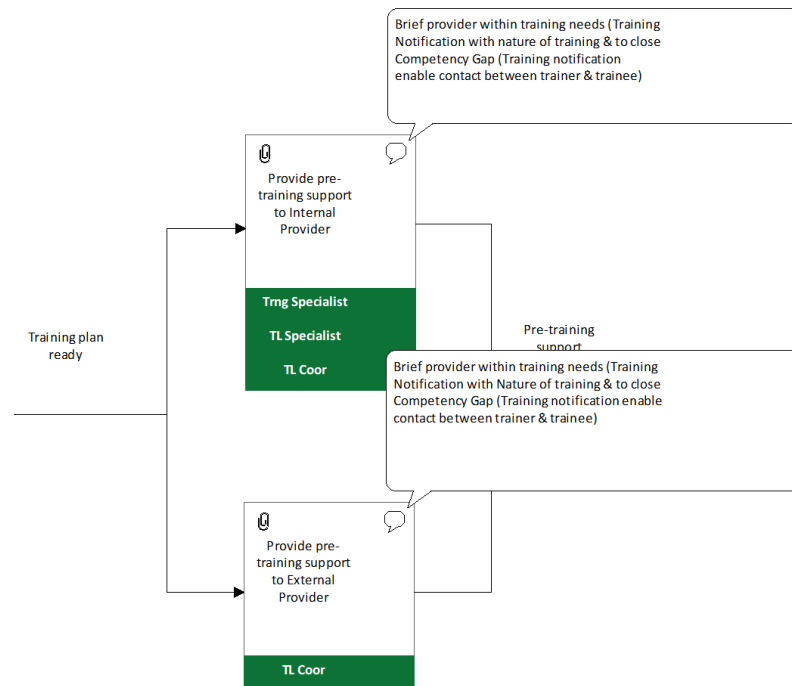 Brief provider within training needs (Training
Notification with nature of training & to close
Competency Gap (Training notification
enable contact between trainer & trainee)
Provide pre-
training support
to Internal
Provider
Trng Specialist
TL Specialist
TL Coor
Training plan
ready
Pre-training
support
Brief provider within training needs (Training
Notification with Nature of training & to close
Competency Gap (Training notification enable
contact between trainer & trainee)
Provide pre-
training support
to External
Provider
TL Coor